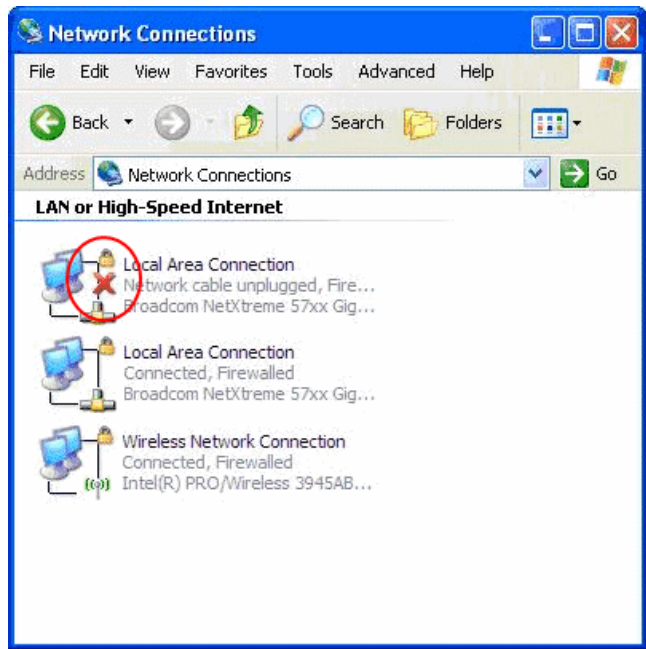 Network Connections
File Edit View Favorites Tools Advanced Help
Back Search Folders
Address Network Connections Go
LAN or High-Speed Internet
Local Area Connection
Network cable unplugged, Fire...
Broadcom NetXtreme 57xx Gig...
Local Area Connection
Connected, Firewalled
Broadcom NetXtreme 57xx Gig...
Wireless Network Connection
Connected, Firewalled
Intel(R) PRO/Wireless 3945AB...